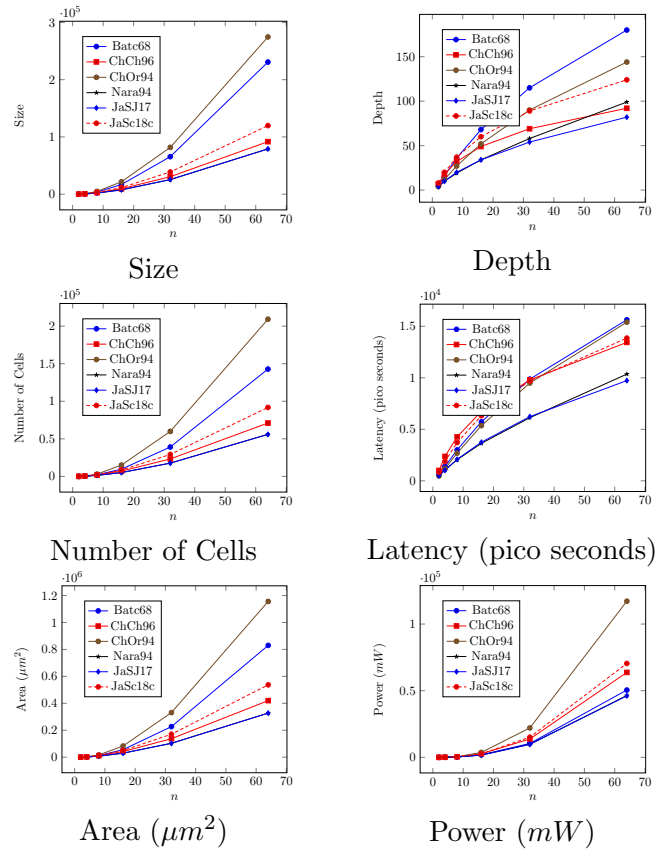 ·10^5
3
2
1
0
Size
Batc68
ChCh96
ChOr94
Nara94
JaSJ17
JaSc18c
0 10 20 30 40 50 60 70
n
Size
150
100
50
0
Depth
Batc68
ChCh96
ChOr94
Nara94
JaSJ17
JaSc18c
0 10 20 30 40 50 60 70
n
Depth
·10^5
2
1.5
1
0.5
0
Number of Cells
Batc68
ChCh96
ChOr94
Nara94
JaSJ17
JaSc18c
0 10 20 30 40 50 60 70
n
Number of Cells
·10^4
1.5
1
0.5
0
Latency (pico seconds)
Batc68
ChCh96
ChOr94
Nara94
JaSJ17
JaSc18c
0 10 20 30 40 50 60 70
n
Latency (pico seconds)
·10^6
1.2
1
0.8
0.6
0.4
0.2
0
Area (μm²)
Batc68
ChCh96
ChOr94
Nara94
JaSJ17
JaSc18c
0 10 20 30 40 50 60 70
n
Area (μm²)
·10^5
1
0.5
0
Power (mW)
Batc68
ChCh96
ChOr94
Nara94
JaSJ17
JaSc18c
0 10 20 30 40 50 60 70
n
Power (mW)